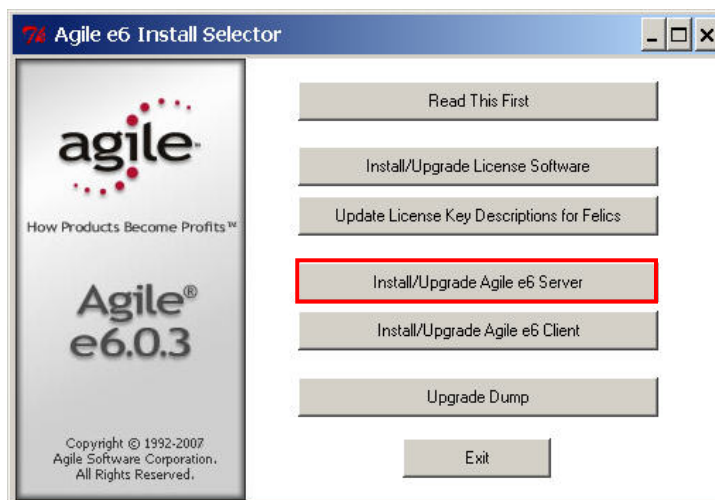 Agile e6 Install Selector
agile™
How Products Become Profits™
Agile®
e6.0.3
Copyright © 1992-2007
Agile Software Corporation.
All Rights Reserved.
Read This First
Install/Upgrade License Software
Update License Key Descriptions for Felics
Install/Upgrade Agile e6 Server
Install/Upgrade Agile e6 Client
Upgrade Dump
Exit